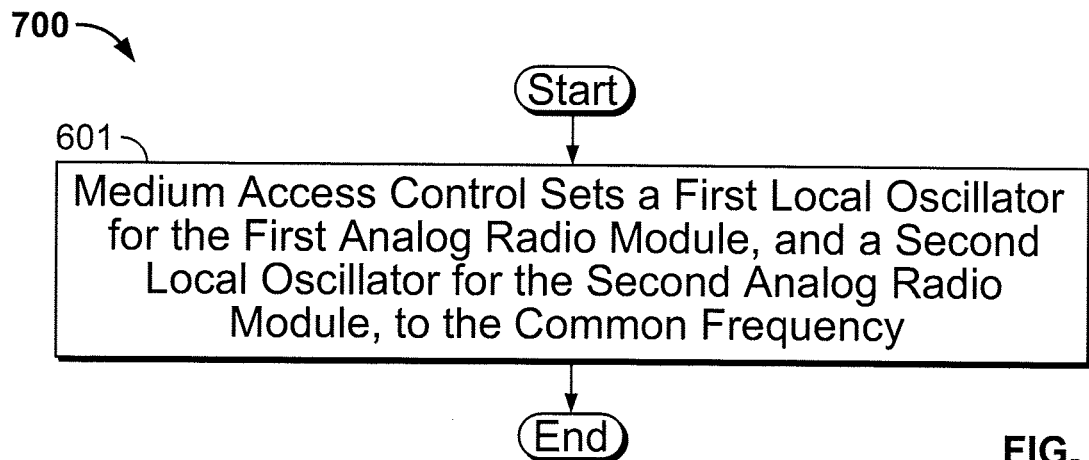 700
Start
601
Medium Access Control Sets a First Local Oscillator
for the First Analog Radio Module, and a Second
Local Oscillator for the Second Analog Radio
Module, to the Common Frequency
End
FIG.